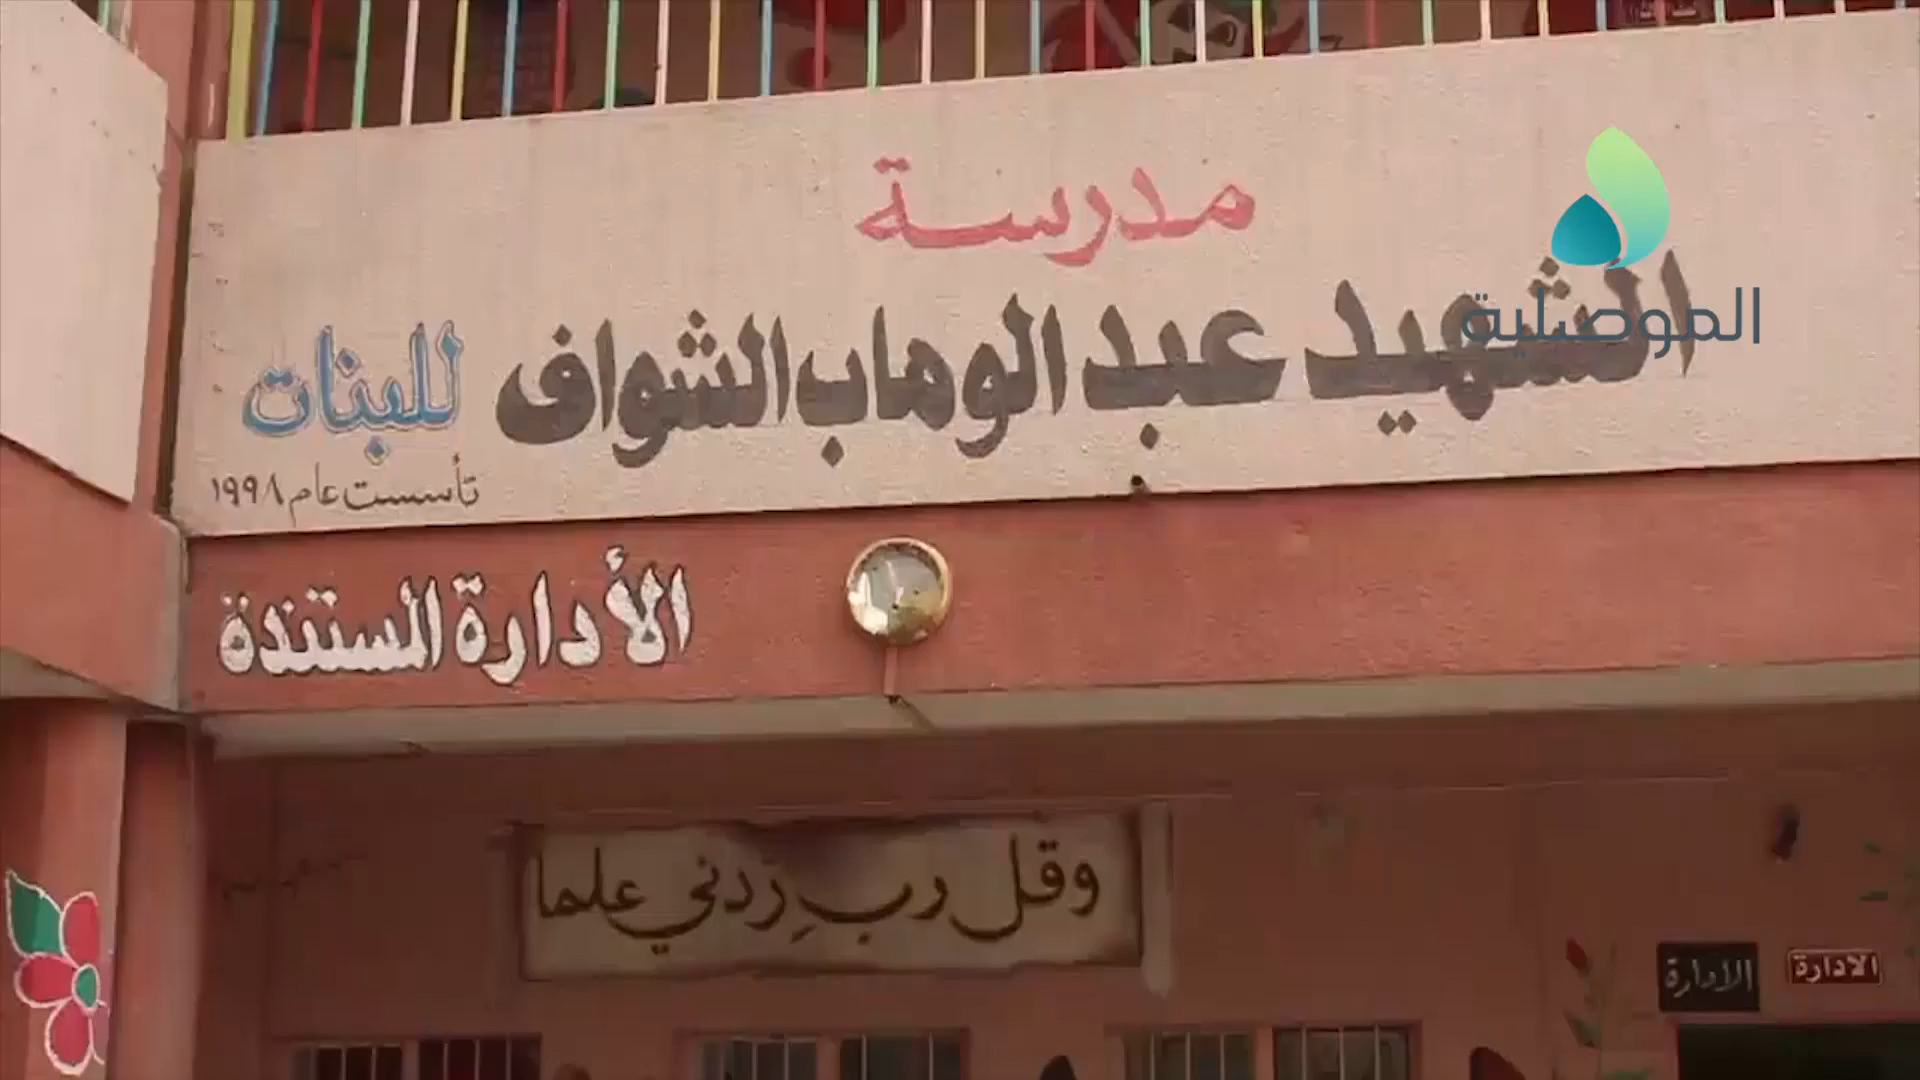 مدرسة
الشهيد عبد الوهاب الشواف للبنات
تأسست عام ١٩٩٨
الموصلية
الأدارة المستندة
وقل رب زدني علما
الادارة
الادارة